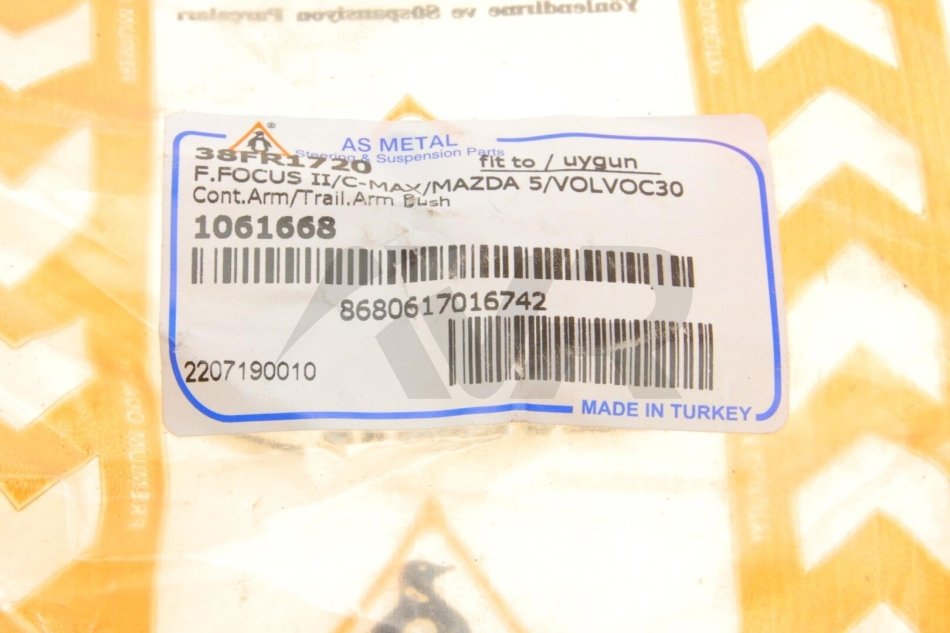 Yönlendirme ve Süspansiyon Parçaları
®
AS METAL
Steering & Suspension Parts
38FR1720 fit to / uygun
F.FOCUS II/C-MAX/MAZDA 5/VOLVOC30
Cont.Arm/Trail.Arm Bush
1061668
8680617016742
2207190010
MADE IN TURKEY